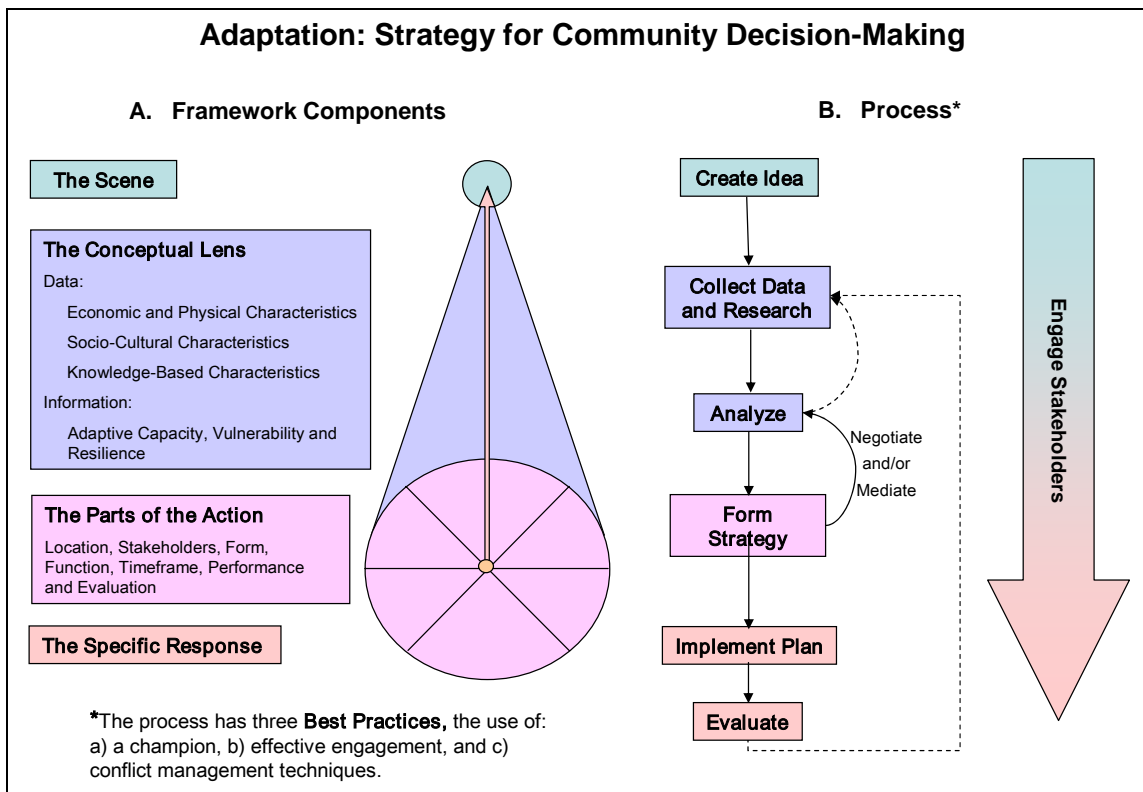 Adaptation: Strategy for Community Decision-Making
A. Framework Components
The Scene
The Conceptual Lens
Data:
Economic and Physical Characteristics
Socio-Cultural Characteristics
Knowledge-Based Characteristics
Information:
Adaptive Capacity, Vulnerability and
Resilience
The Parts of the Action
Location, Stakeholders, Form,
Function, Timeframe, Performance
and Evaluation
The Specific Response
*The process has three Best Practices, the use of:
a) a champion, b) effective engagement, and c)
conflict management techniques.
B. Process*
Create Idea
Collect Data
and Research
Analyze
Negotiate
and/or
Mediate
Form
Strategy
Implement Plan
Evaluate
Engage Stakeholders